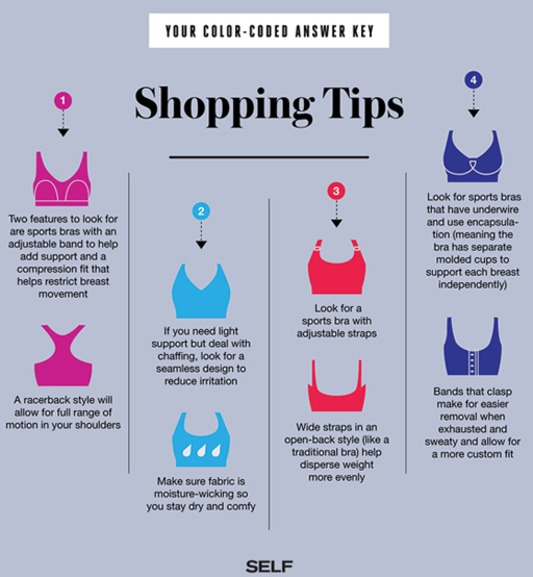 YOUR COLOR-CODED ANSWER KEY
Shopping Tips
1
Two features to look for
are sports bras with an
adjustable band to help
add support and a
compression fit that
helps restrict breast
movement
A racerback style will
allow for full range of
motion in your shoulders
2
If you need light
support but deal with
chaffing, look for a
seamless design to
reduce irritation
Make sure fabric is
moisture-wicking so
you stay dry and comfy
3
Look for a
sports bra with
adjustable straps
Wide straps in an
open-back style (like a
traditional bra) help
disperse weight
more evenly
4
Look for sports bras
that have underwire
and use encapsula-
tion (meaning the
bra has separate
molded cups to
support each breast
independently)
Bands that clasp
make for easier
removal when
exhausted and
sweaty and allow for
a more custom fit
SELF